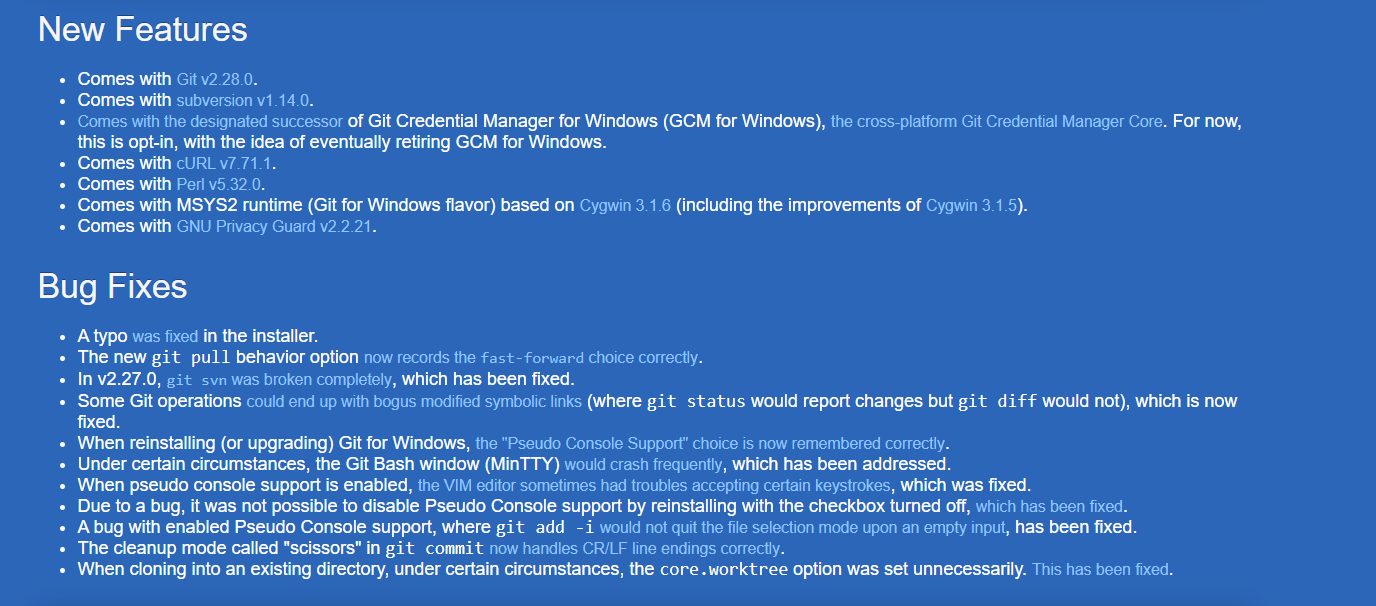 New Features
• Comes with Git v2.28.0.
• Comes with subversion v1.14.0.
• Comes with the designated successor of Git Credential Manager for Windows (GCM for Windows), the cross-platform Git Credential Manager Core. For now,
this is opt-in, with the idea of eventually retiring GCM for Windows.
• Comes with cURL v7.71.1.
• Comes with Perl v5.32.0.
• Comes with MSYS2 runtime (Git for Windows flavor) based on Cygwin 3.1.6 (including the improvements of Cygwin 3.1.5).
• Comes with GNU Privacy Guard v2.2.21.
Bug Fixes
• A typo was fixed in the installer.
• The new git pull behavior option now records the fast-forward choice correctly.
• In v2.27.0, git svn was broken completely, which has been fixed.
• Some Git operations could end up with bogus modified symbolic links (where git status would report changes but git diff would not), which is now
fixed.
• When reinstalling (or upgrading) Git for Windows, the "Pseudo Console Support" choice is now remembered correctly.
• Under certain circumstances, the Git Bash window (MinTTY) would crash frequently, which has been addressed.
• When pseudo console support is enabled, the VIM editor sometimes had troubles accepting certain keystrokes, which was fixed.
• Due to a bug, it was not possible to disable Pseudo Console support by reinstalling with the checkbox turned off, which has been fixed.
• A bug with enabled Pseudo Console support, where git add -i would not quit the file selection mode upon an empty input, has been fixed.
• The cleanup mode called "scissors" in git commit now handles CR/LF line endings correctly.
• When cloning into an existing directory, under certain circumstances, the core.worktree option was set unnecessarily. This has been fixed.